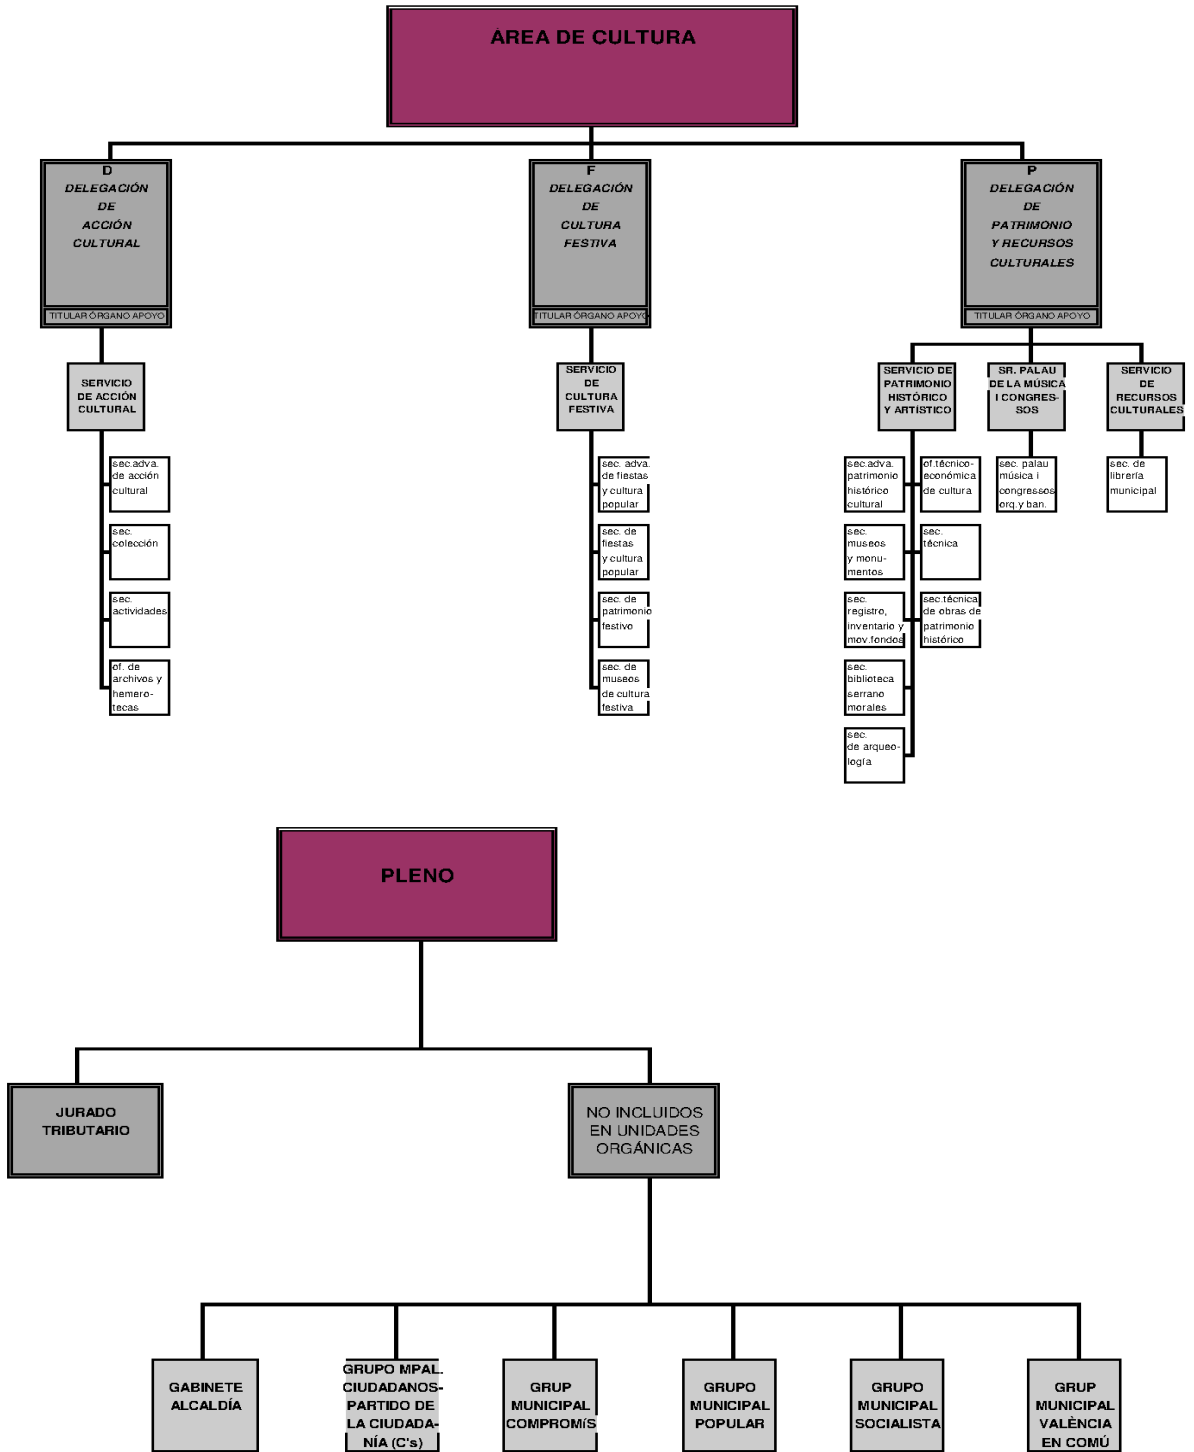 ÁREA DE CULTURA
D
DELEGACIÓN
DE
ACCIÓN
CULTURAL
TITULAR ÓRGANO APOYO
F
DELEGACIÓN
DE
CULTURA
FESTIVA
TITULAR ÓRGANO APOYO
P
DELEGACIÓN
DE
PATRIMONIO
Y RECURSOS
CULTURALES
TITULAR ÓRGANO APOYO
SERVICIO
DE ACCIÓN
CULTURAL
SERVICIO
DE
CULTURA
FESTIVA
SERVICIO DE
PATRIMONIO
HISTÓRICO
Y ARTÍSTICO
SR. PALAU
DE LA MÚSICA
I CONGRES-
SOS
SERVICIO
DE
RECURSOS
CULTURALES
sec.adva.
de acción
cultural
sec.
colección
sec.
actividades
of. de
archivos y
hemero-
tecas
sec. adva.
de fiestas
y cultura
popular
sec. de
fiestas
y cultura
popular
sec. de
patrimonio
festivo
sec. de
museos
de cultura
festiva
sec.adva.
patrimonio
histórico
cultural
of.técnico-
económica
de cultura
sec.
museos
y monu-
mentos
sec.
técnica
sec.
registro,
inventario y
mov.fondos
sec.técnica
de obras de
patrimonio
histórico
sec.
biblioteca
serrano
morales
sec.
de arqueo-
logía
sec. palau
música i
congressos
orq.y ban.
sec. de
librería
municipal
PLENO
JURADO
TRIBUTARIO
NO INCLUIDOS
EN UNIDADES
ORGÁNICAS
GABINETE
ALCALDÍA
GRUPO MPAL.
CIUDADANOS-
PARTIDO DE
LA CIUDADA-
NÍA (C's)
GRUP
MUNICIPAL
COMPROMíS
GRUPO
MUNICIPAL
POPULAR
GRUPO
MUNICIPAL
SOCIALISTA
GRUP
MUNICIPAL
VALÈNCIA
EN COMÚ